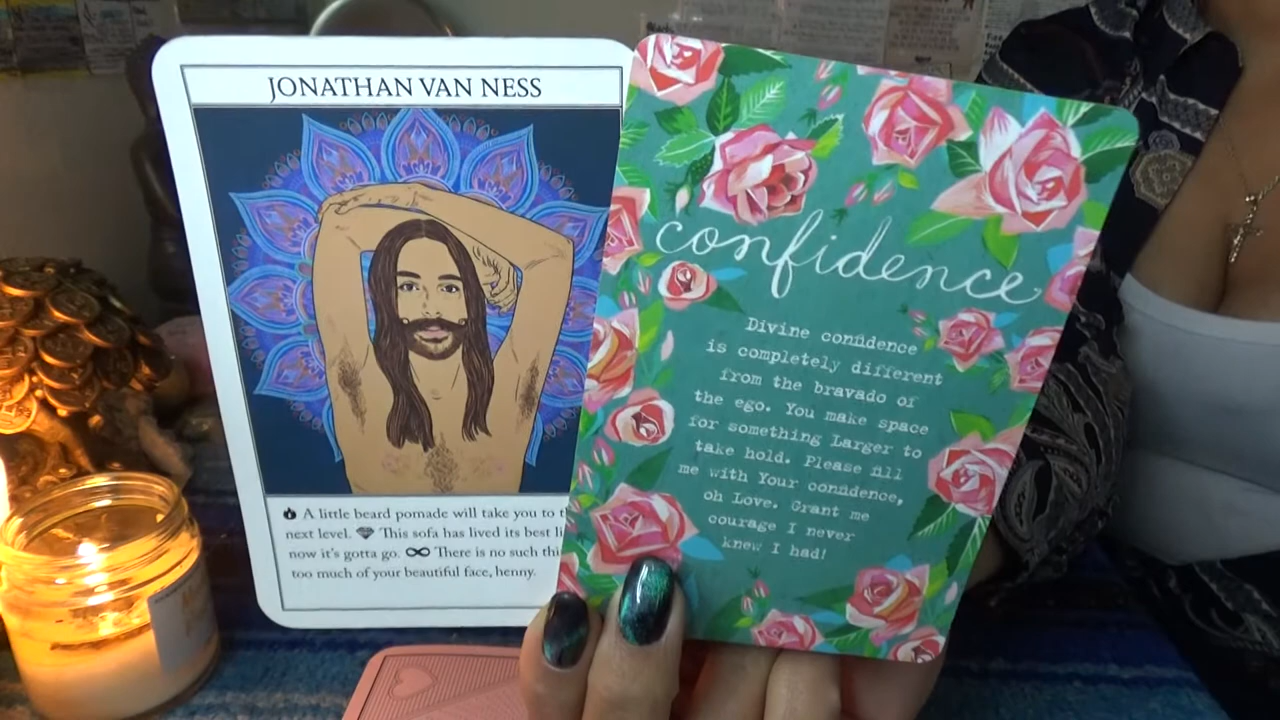 JONATHAN VAN NESS
A little beard pomade will take you to
next level. This sofa has lived its best
now it's gotta go. There is no such
too much of your beautiful face, henny.
confidence
Divine confidence
is completely different
from the bravado of
the ego. You make space
for something Larger to
take hold. Please fill
me with Your confidence,
oh Love. Grant me
courage I never
knew I had!